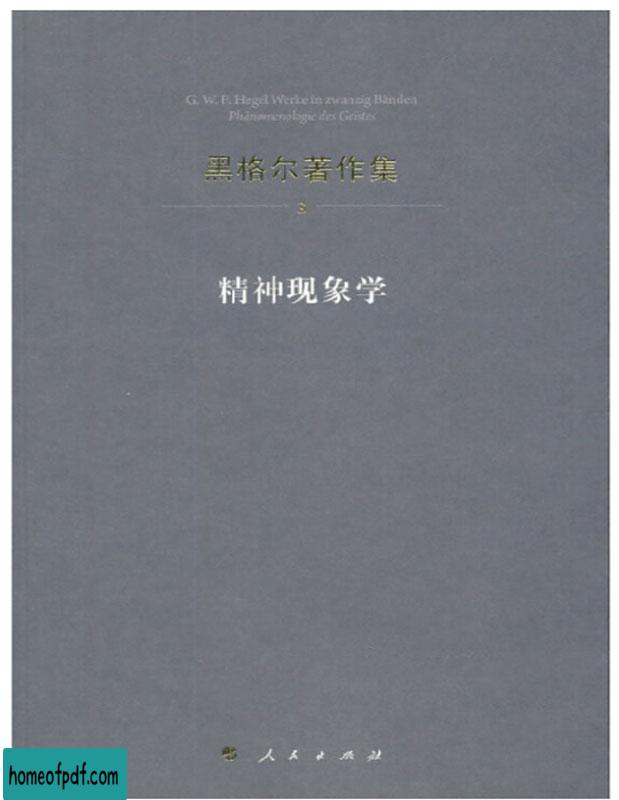 G. W. F. Hegel Werke in zwanzig Bänden
Phänomenologie des Geistes
黑格尔著作集
3
精神现象学
人民出版社
homeofpdf.com